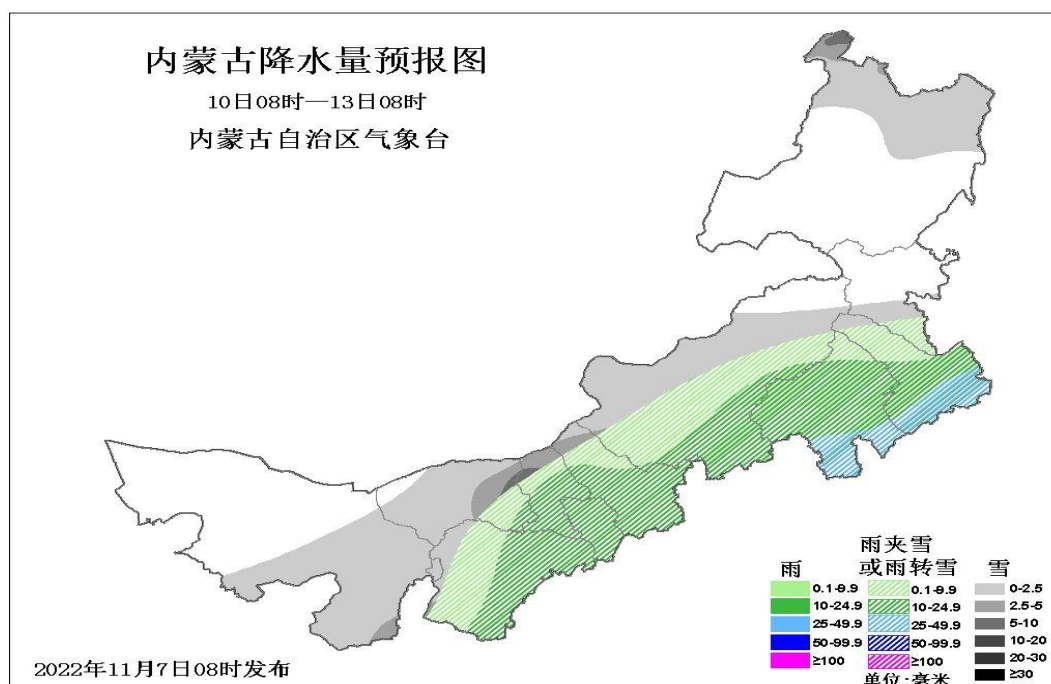 内蒙古降水量预报图
10日08时—13日08时
内蒙古自治区气象台
雨夹雪
雨 或雨转雪 雪
0.1-9.9 0.1-9.9 0-2.5
10-24.9 10-24.9 2.5-5
25-49.9 25-49.9 5-10
50-99.9 50-99.9 10-20
≥100 ≥100 20-30
单位:毫米 ≥30
2022年11月7日08时发布